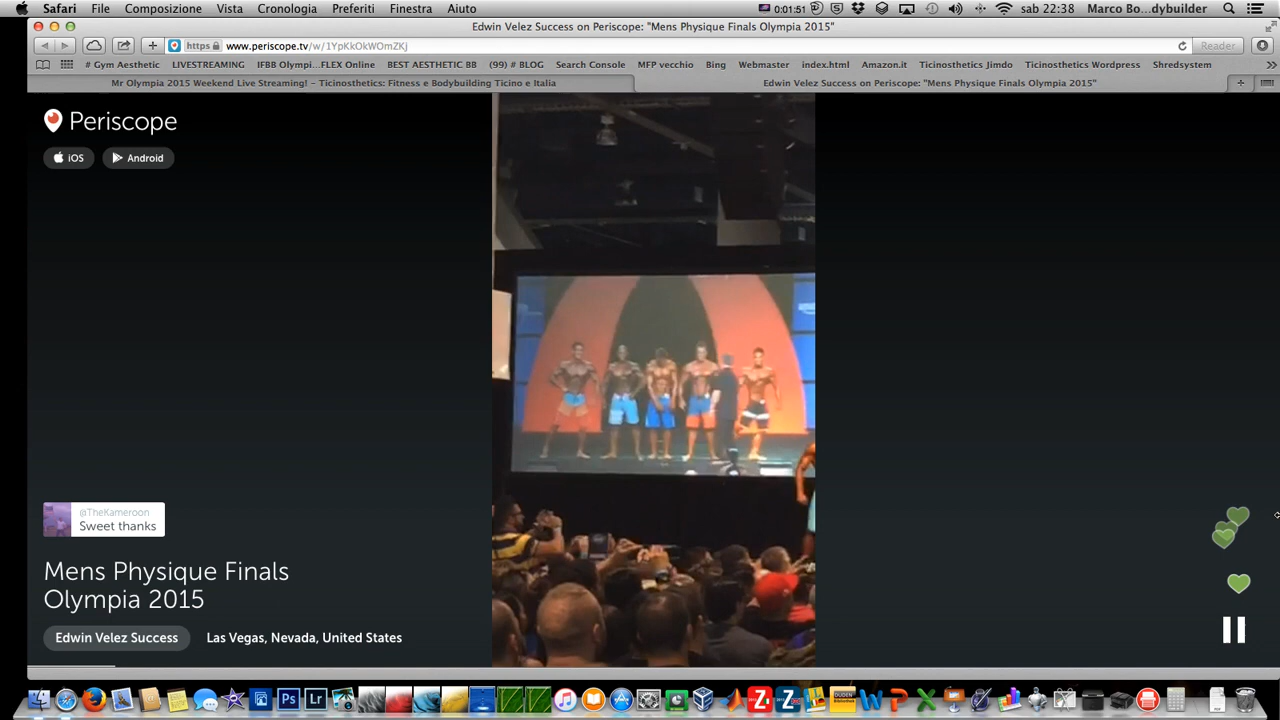 Safari File Composizione Vista Cronologia Preferiti Finestra Aiuto 0:01:51 sab 22:38 Marco Bo...dybuilder
Edwin Velez Success on Periscope: "Mens Physique Finals Olympia 2015"
https www.periscope.tv/w/1YpKkOkWOmZKj Reader
# Gym Aesthetic LIVESTREAMING IFBB Olympi...FLEX Online BEST AESTHETIC BB (99) # BLOG Search Console MFP vecchio Bing Webmaster index.html Amazon.it Ticinosthetics Jimdo Ticinosthetics Wordpress Shredsystem
Mr Olympia 2015 Weekend Live Streaming! – Ticinosthetics: Fitness e Bodybuilding Ticino e Italia Edwin Velez Success on Periscope: "Mens Physique Finals Olympia 2015"
Periscope
iOS Android
@TheKameroon
Sweet thanks
Mens Physique Finals
Olympia 2015
Edwin Velez Success Las Vegas, Nevada, United States